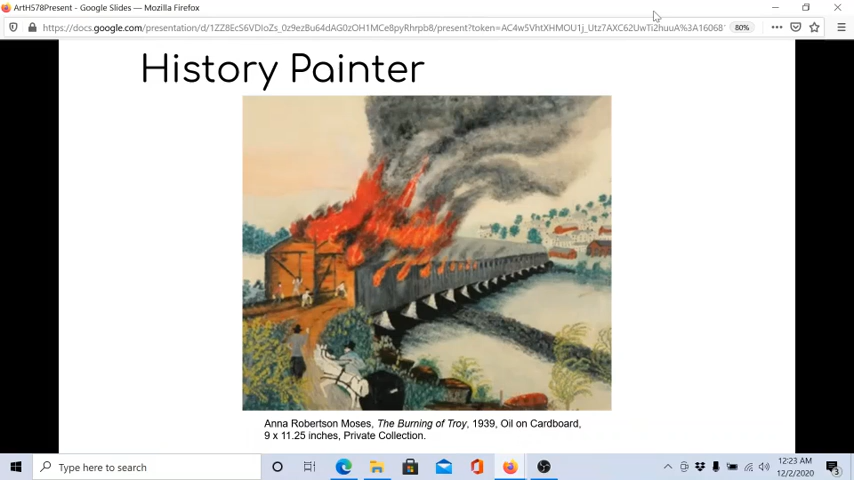 ArtH578Present - Google Slides — Mozilla Firefox
80%
History Painter
Anna Robertson Moses, The Burning of Troy, 1939, Oil on Cardboard,
9 x 11.25 inches, Private Collection.
Type here to search
12:23 AM
12/2/2020
3